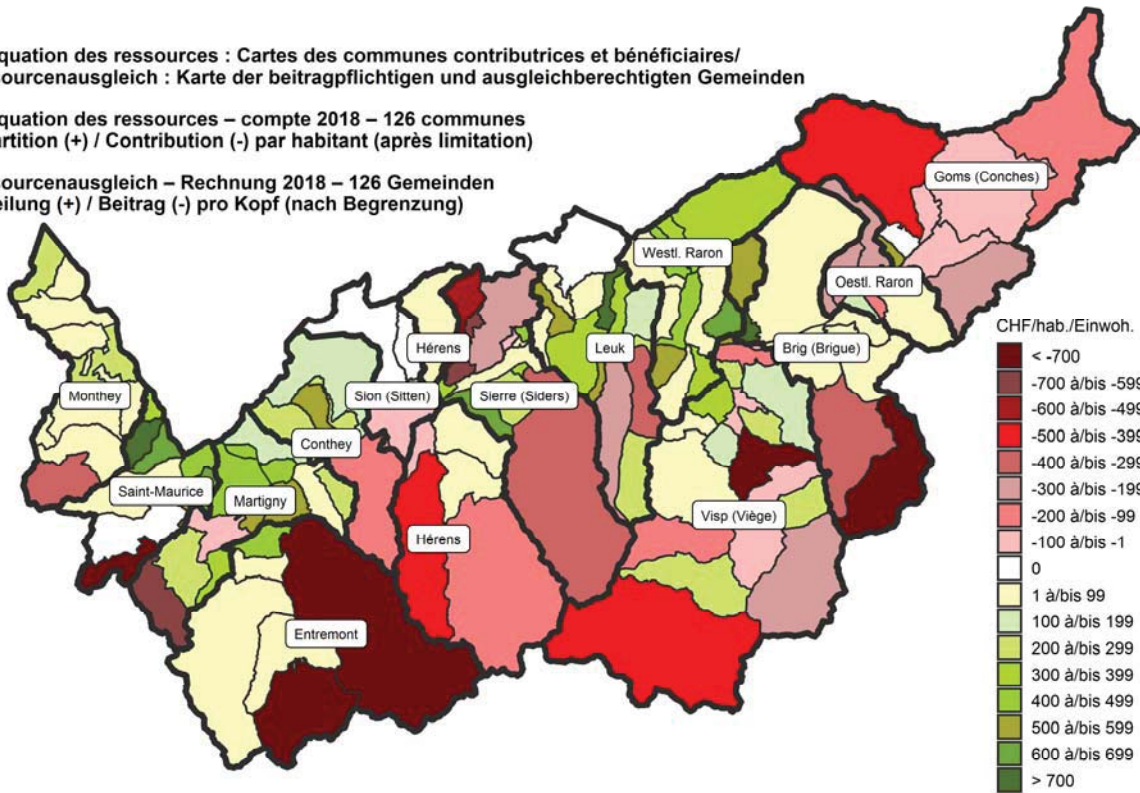 quation des ressources : Cartes des communes contributrices et bénéficiaires/
sourcenausgleich : Karte der beitragpflichtigen und ausgleichberechtigten Gemeinden
quation des ressources – compte 2018 – 126 communes
artition (+) / Contribution (-) par habitant (après limitation)
sourcenausgleich – Rechnung 2018 – 126 Gemeinden
eilung (+) / Beitrag (-) pro Kopf (nach Begrenzung)
Goms (Conches)
Westl. Raron
Oestl. Raron
Hérens
Leuk
Brig (Brigue)
Monthey
Sion (Sitten)
Sierre (Siders)
Conthey
Saint-Maurice
Martigny
Visp (Viège)
Hérens
Entremont
CHF/hab./Einwoh.
< -700
-700 à/bis -599
-600 à/bis -499
-500 à/bis -399
-400 à/bis -299
-300 à/bis -199
-200 à/bis -99
-100 à/bis -1
0
1 à/bis 99
100 à/bis 199
200 à/bis 299
300 à/bis 399
400 à/bis 499
500 à/bis 599
600 à/bis 699
> 700